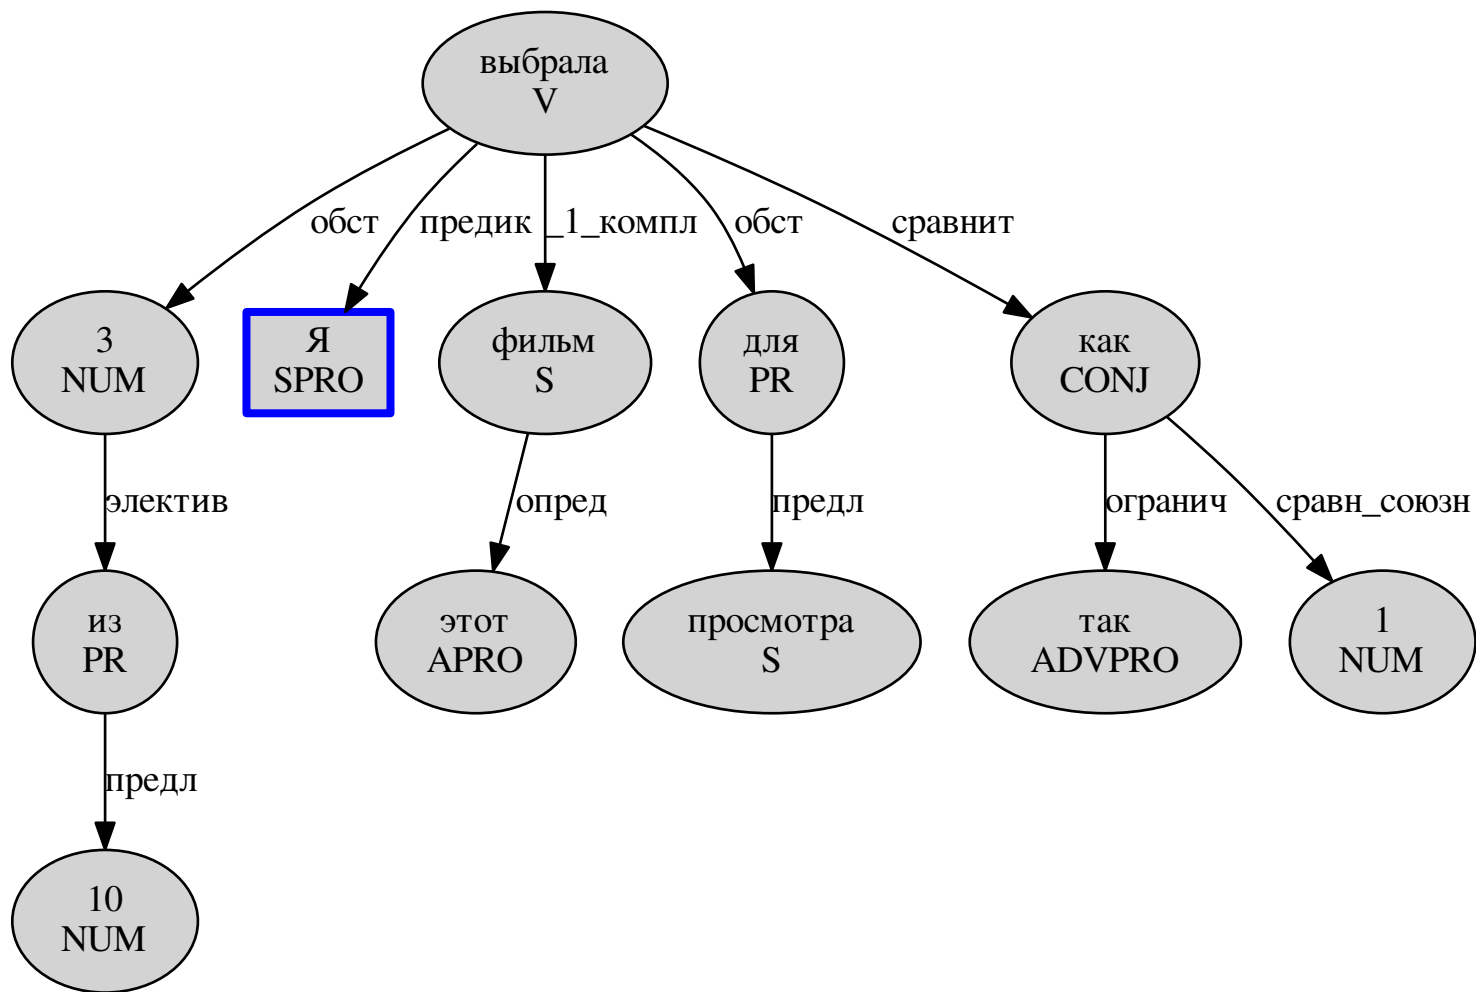 выбрала
V
обст
предик
_1_компл
обст
сравнит
3
NUM
Я
SPRO
фильм
S
для
PR
как
CONJ
электив
опред
предл
огранич
сравн_союзн
из
PR
этот
APRO
просмотра
S
так
ADVPRO
1
NUM
предл
10
NUM